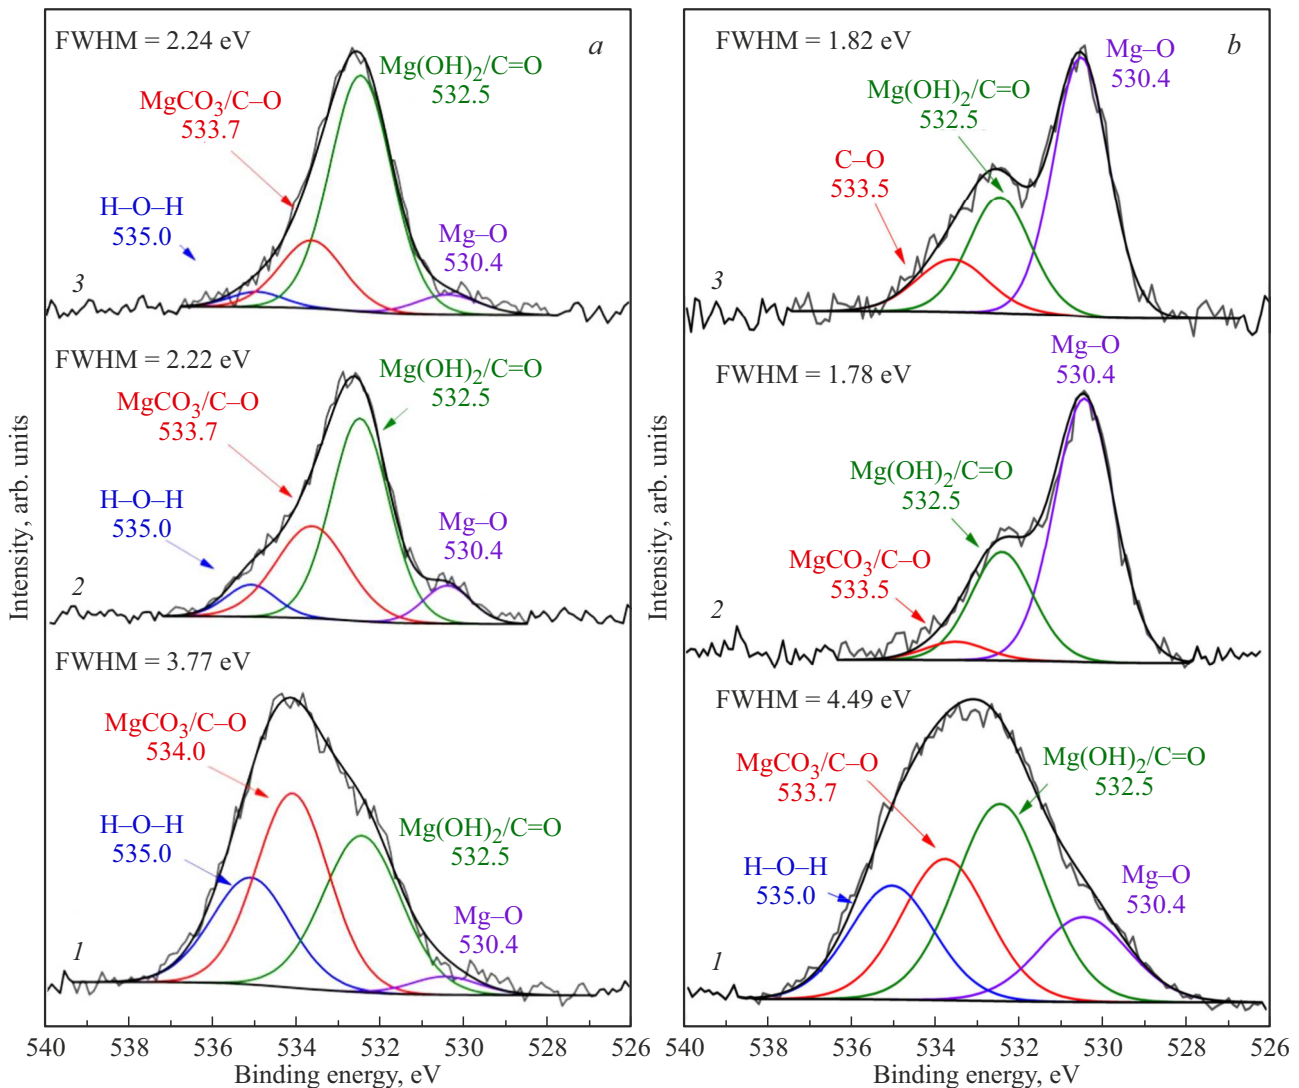 FWHM = 2.24 eV
a
Mg(OH)2/C=O
532.5
MgCO3/C–O
533.7
H–O–H
535.0
Mg–O
530.4
3
FWHM = 2.22 eV
Mg(OH)2/C=O
532.5
MgCO3/C–O
533.7
H–O–H
535.0
Mg–O
530.4
2
FWHM = 3.77 eV
MgCO3/C–O
534.0
H–O–H
535.0
Mg(OH)2/C=O
532.5
Mg–O
530.4
1
Intensity, arb. units
540 538 536 534 532 530 528 526
Binding energy, eV
FWHM = 1.82 eV
b
Mg–O
530.4
Mg(OH)2/C=O
532.5
C–O
533.5
3
Mg–O
530.4
FWHM = 1.78 eV
Mg(OH)2/C=O
532.5
MgCO3/C–O
533.5
2
FWHM = 4.49 eV
MgCO3/C–O
533.7
Mg(OH)2/C=O
532.5
H–O–H
535.0
Mg–O
530.4
1
Intensity, arb. units
540 538 536 534 532 530 528 526
Binding energy, eV